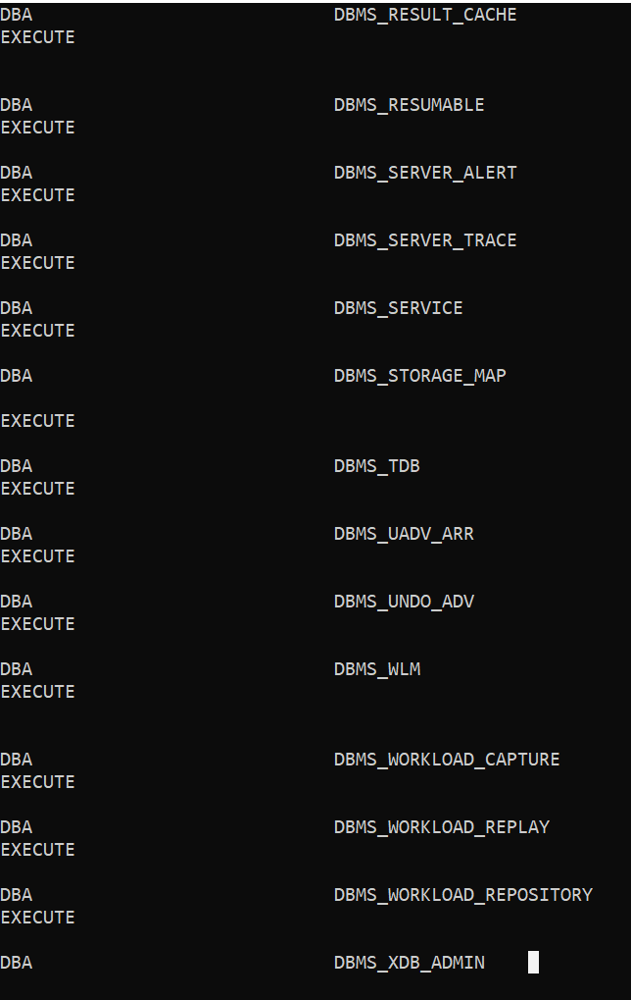 DBA DBMS_RESULT_CACHE
EXECUTE
DBA DBMS_RESUMABLE
EXECUTE
DBA DBMS_SERVER_ALERT
EXECUTE
DBA DBMS_SERVER_TRACE
EXECUTE
DBA DBMS_SERVICE
EXECUTE
DBA DBMS_STORAGE_MAP
EXECUTE
DBA DBMS_TDB
EXECUTE
DBA DBMS_UADV_ARR
EXECUTE
DBA DBMS_UNDO_ADV
EXECUTE
DBA DBMS_WLM
EXECUTE
DBA DBMS_WORKLOAD_CAPTURE
EXECUTE
DBA DBMS_WORKLOAD_REPLAY
EXECUTE
DBA DBMS_WORKLOAD_REPOSITORY
EXECUTE
DBA DBMS_XDB_ADMIN